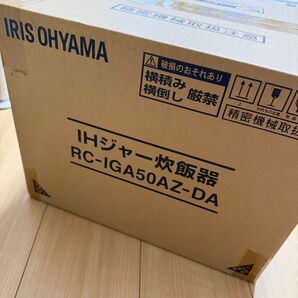 IRIS OHYAMA
破損のおそれあり
横積み
横倒し
厳禁
精密機械取扱
IHジャー炊飯器
RC-IGA50AZ-DA